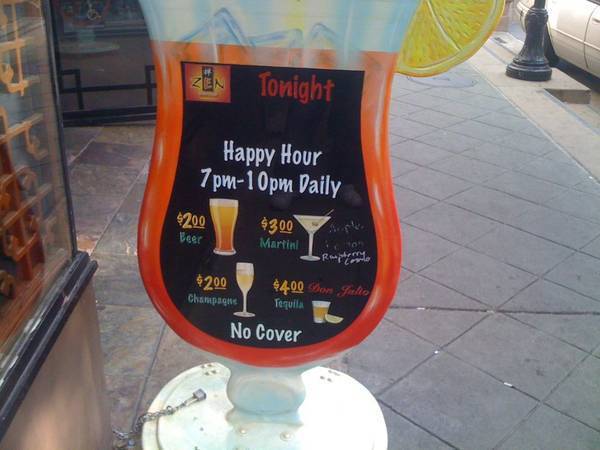 ZEN
Tonight
Happy Hour
7pm-10pm Daily
$2.00
Beer
$3.00
Martini
Raspberry
$2.00
Champagne
$4.00 Don Julio
Tequila
No Cover